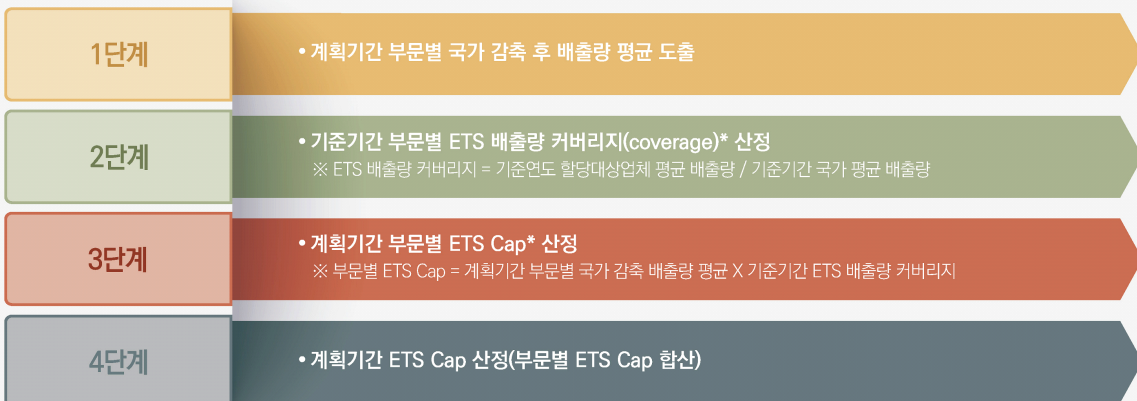 1단계
• 계획기간 부문별 국가 감축 후 배출량 평균 도출
2단계
• 기준기간 부문별 ETS 배출량 커버리지(coverage)* 산정
※ ETS 배출량 커버리지 = 기준연도 할당대상업체 평균 배출량 / 기준기간 국가 평균 배출량
3단계
• 계획기간 부문별 ETS Cap* 산정
※ 부문별 ETS Cap = 계획기간 부문별 국가 감축 배출량 평균 X 기준기간 ETS 배출량 커버리지
4단계
• 계획기간 ETS Cap 산정(부문별 ETS Cap 합산)